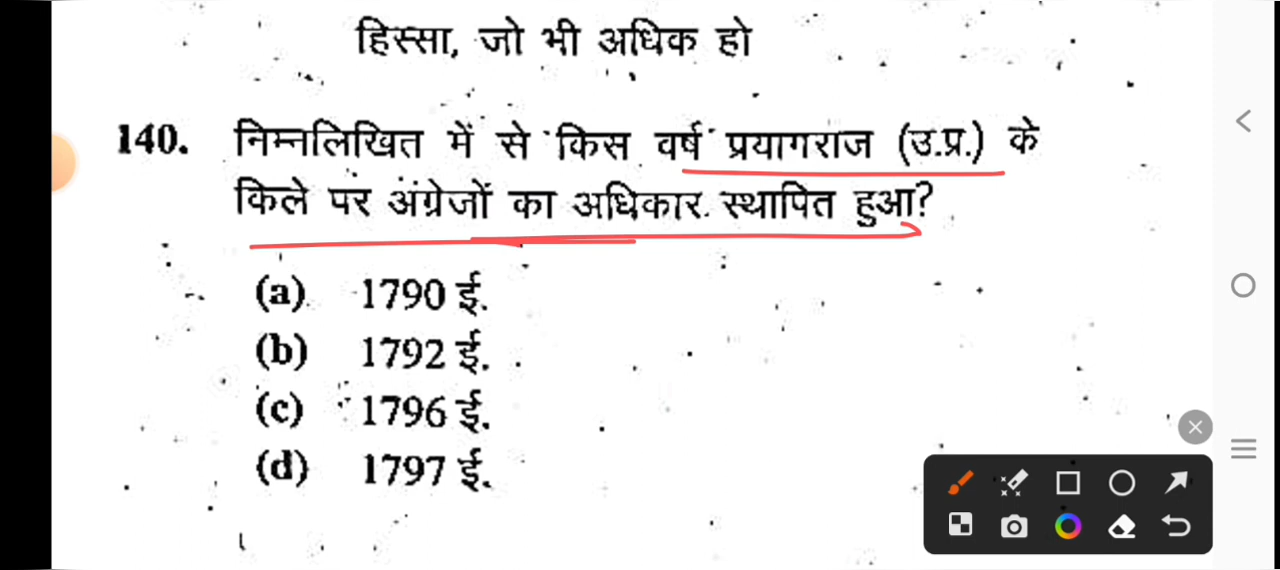 हिस्सा, जो भी अधिक हो
140. निम्नलिखित में से किस वर्ष प्रयागराज (उ.प्र.) के
किले पर अंग्रेजों का अधिकार स्थापित हुआ?
(a) 1790 ई.
(b) 1792 ई.
(c) 1796 ई.
(d) 1797 ई.